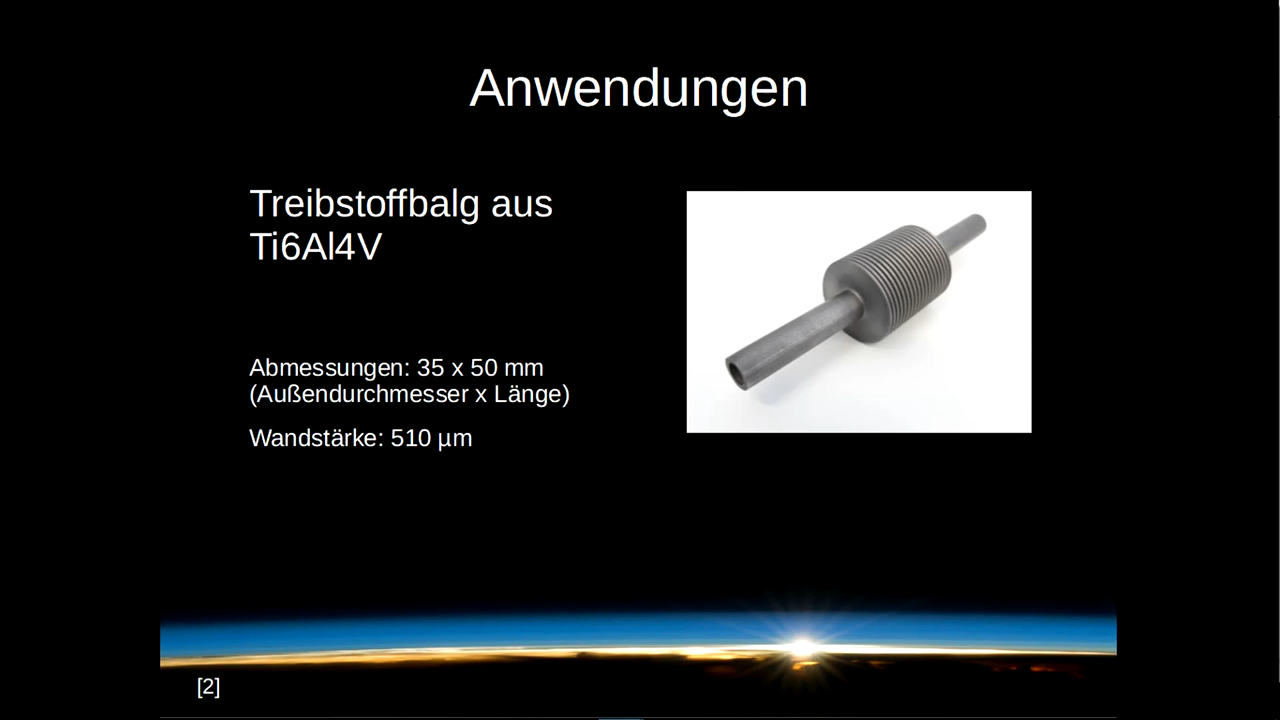 Anwendungen
Treibstoffbalg aus
Ti6Al4V
Abmessungen: 35 x 50 mm
(Außendurchmesser x Länge)
Wandstärke: 510 µm
[2]